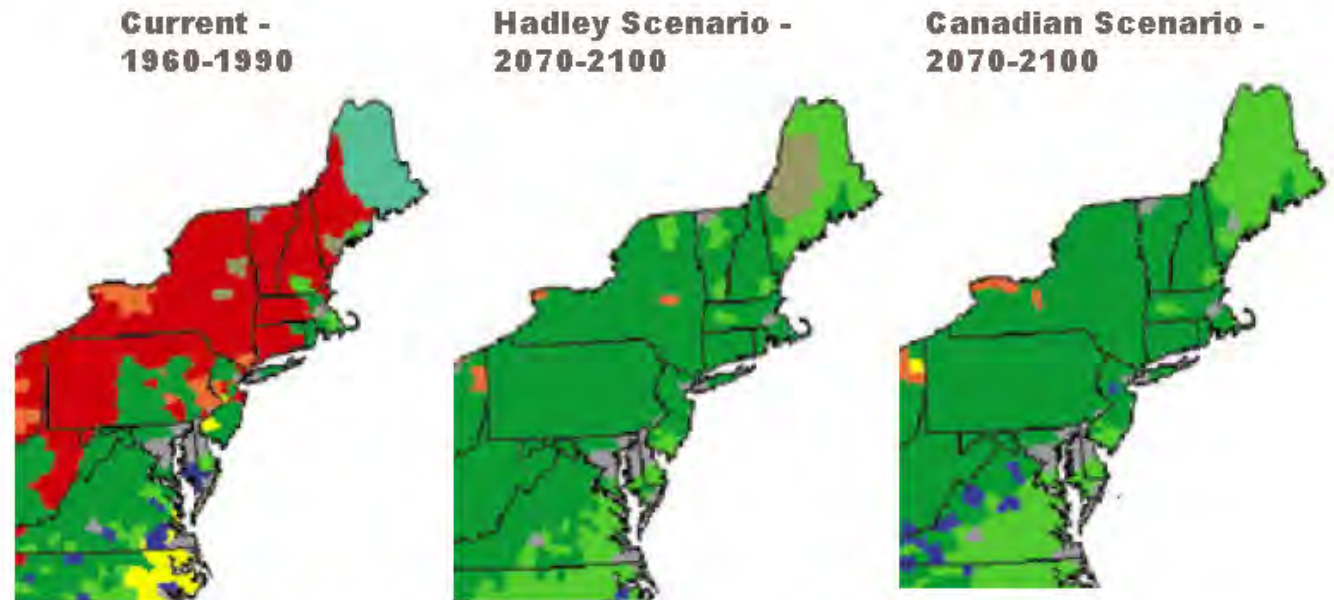 Current -
1960-1990
Hadley Scenario -
2070-2100
Canadian Scenario -
2070-2100